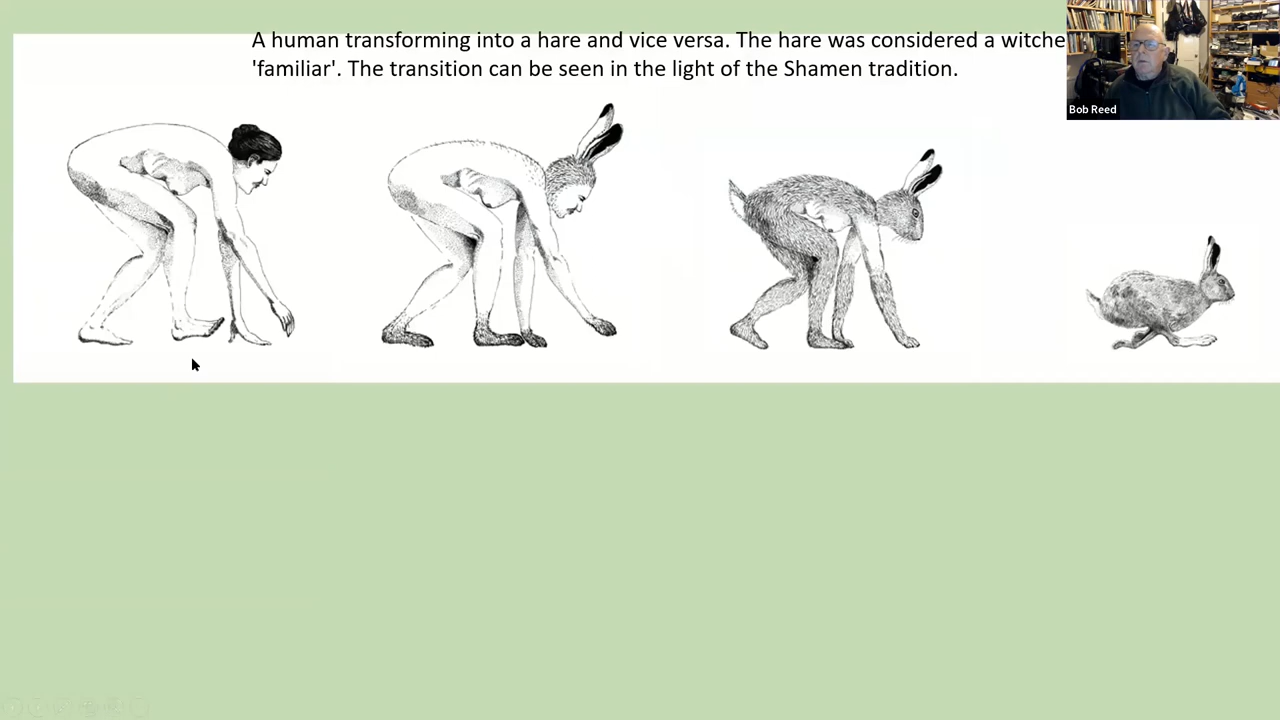 A human transforming into a hare and vice versa. The hare was considered a witche
'familiar'. The transition can be seen in the light of the Shamen tradition.
Bob Reed